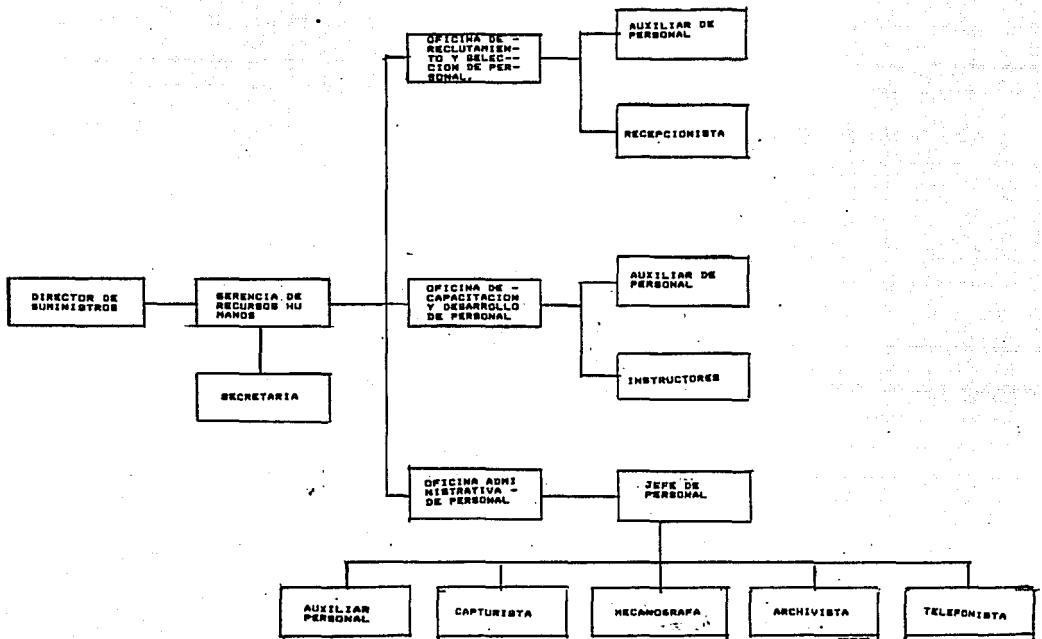 OFICINA DE -
RECLUTAMIEN-
TO Y SELEC--
CION DE PER-
SONAL.
AUXILIAR DE
PERSONAL
RECEPCIONISTA
DIRECTOR DE
SUMINISTROS
GERENCIA DE
RECURSOS HU
MANOS
SECRETARIA
OFICINA DE -
CAPACITACION
Y DESARROLLO
DE PERSONAL
AUXILIAR DE
PERSONAL
INSTRUCTORES
OFICINA ADMI
NISTRATIVA -
DE PERSONAL
JEFE DE
PERSONAL
AUXILIAR
PERSONAL
CAPTURISTA
MECANOGRAFA
ARCHIVISTA
TELEFONISTA